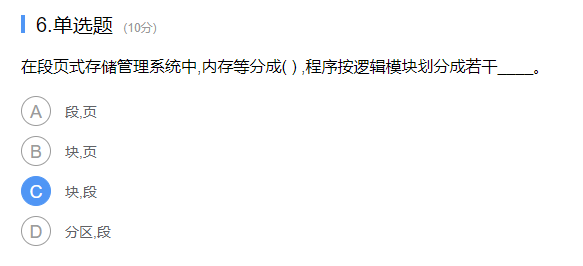 6.单选题 (10分)
在段页式存储管理系统中,内存等分成( ) ,程序按逻辑模块划分成若干____。
A 段,页
B 块,页
C 块,段
D 分区,段